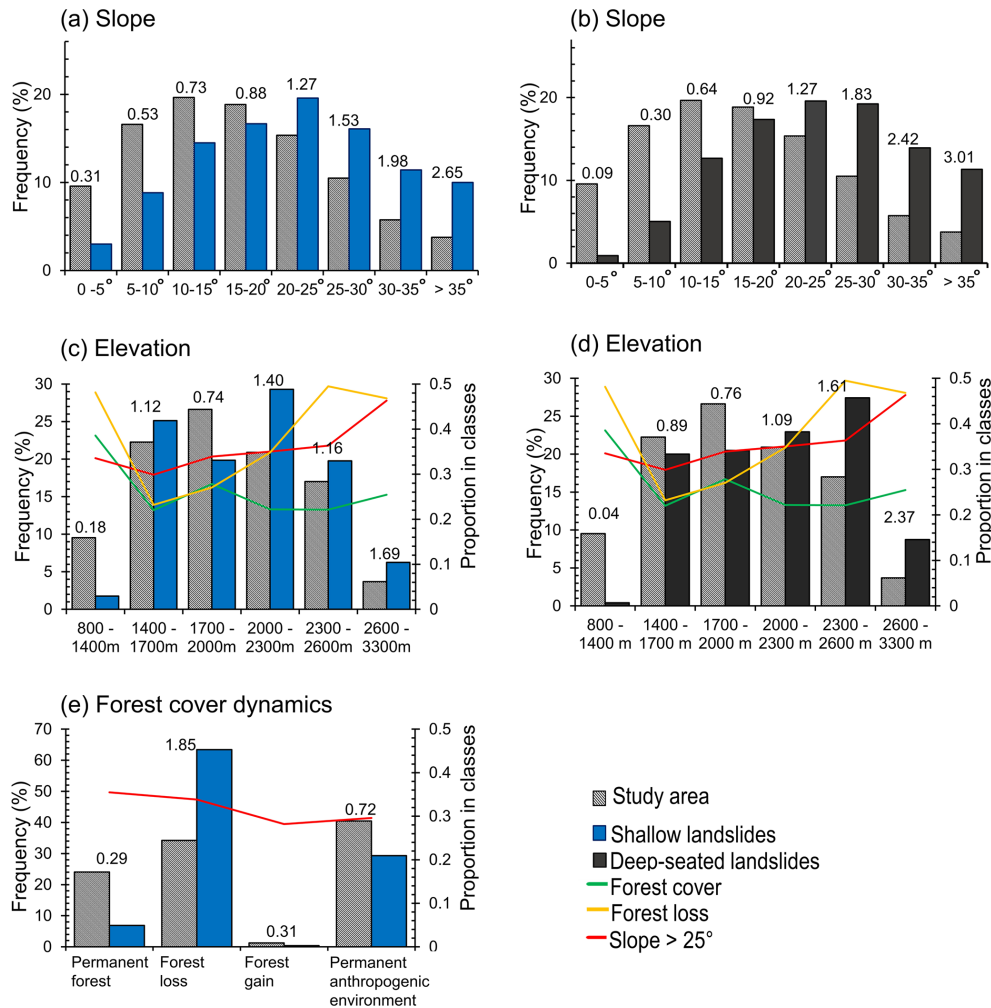 (a) Slope
Frequency (%)
20
10
0
0.31
0.53
0.73
0.88
1.27
1.53
1.98
2.65
0 -5°
5-10°
10-15°
15-20°
20-25°
25-30°
30-35°
> 35°
(b) Slope
Frequency (%)
20
10
0
0.09
0.30
0.64
0.92
1.27
1.83
2.42
3.01
0-5°
5-10°
10-15°
15-20°
20-25°
25-30°
30-35°
> 35°
(c) Elevation
Frequency (%)
30
25
20
15
10
5
0
0.18
1.12
0.74
1.40
1.16
1.69
0.5
0.4
0.3
0.2
0.1
0
Proportion in classes
800 -
1400m
1400 -
1700m
1700 -
2000m
2000 -
2300m
2300 -
2600m
2600 -
3300m
(d) Elevation
Frequency (%)
30
25
20
15
10
5
0
0.04
0.89
0.76
1.09
1.61
2.37
0.5
0.4
0.3
0.2
0.1
0
Proportion in classes
800 -
1400 m
1400 -
1700 m
1700 -
2000 m
2000 -
2300 m
2300 -
2600 m
2600 -
3300 m
(e) Forest cover dynamics
Frequency (%)
70
60
50
40
30
20
10
0
0.29
1.85
0.31
0.72
0.5
0.4
0.3
0.2
0.1
0
Proportion in classes
Permanent
forest
Forest
loss
Forest
gain
Permanent
anthropogenic
environment
Study area
Shallow landslides
Deep-seated landslides
Forest cover
Forest loss
Slope > 25°